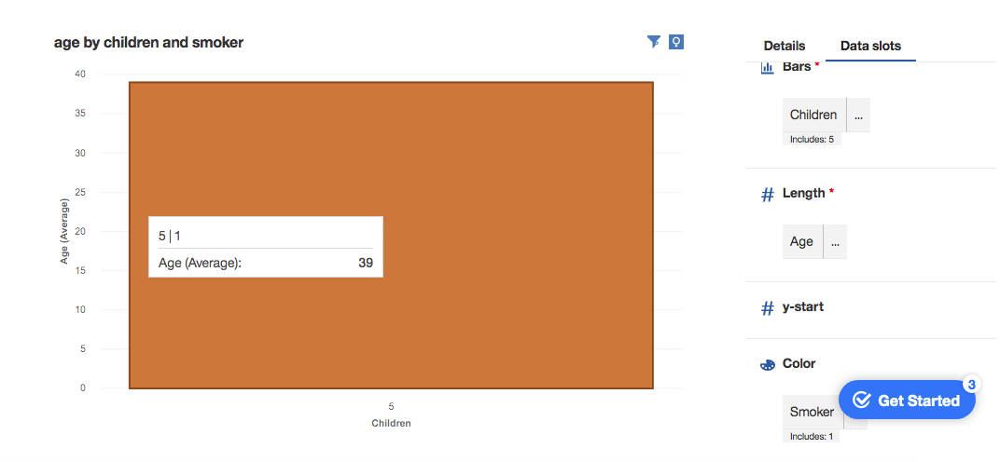 age by children and smoker
Details
Data slots
Bars *
Children
...
Includes: 5
Length *
Age
...
y-start
Color
Smoker
Includes: 1
Get Started
3
40
35
30
25
20
15
10
5
0
Age (Average)
5 | 1
Age (Average): 39
5
Children